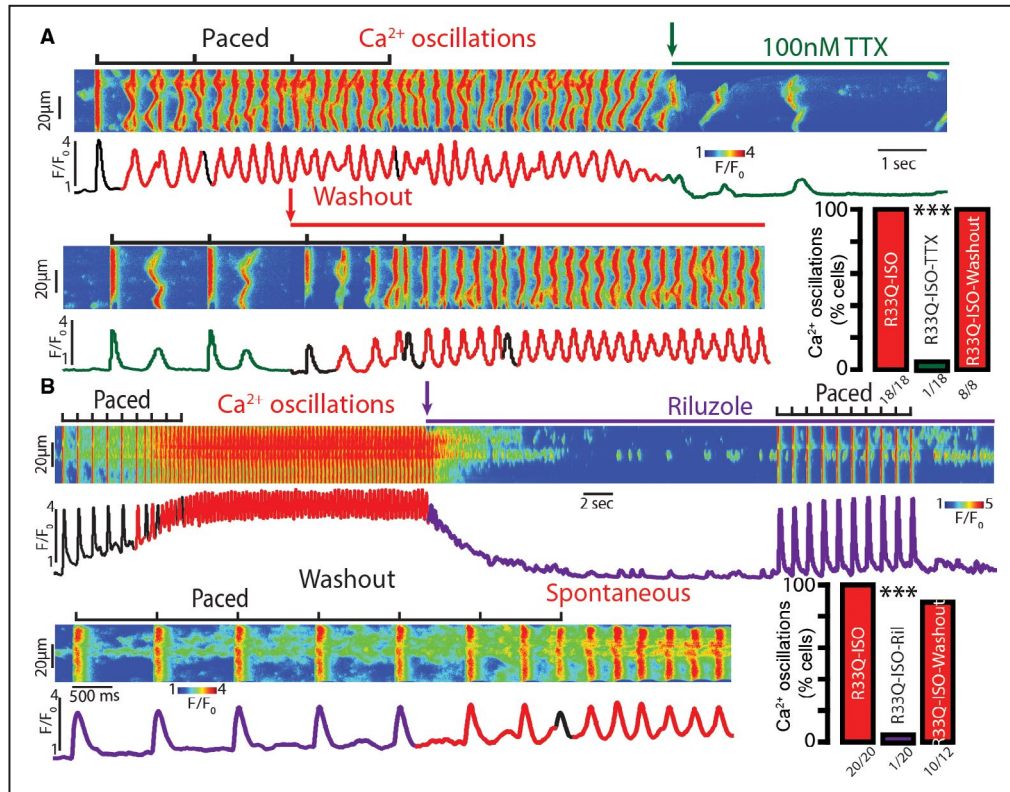 A
Paced
Ca²⁺ oscillations
100nM TTX
20µm
4
1
F/F₀
1 4
F/F₀
1 sec
Washout
20µm
4
1
F/F₀
100
0
Ca²⁺ oscillations
(% cells)
***
R33Q-ISO
R33Q-ISO-TTX
R33Q-ISO-Washout
18/18
1/18
8/8
B
Paced
Ca²⁺ oscillations
Riluzole
Paced
20µm
4
1
F/F₀
2 sec
1 5
F/F₀
Washout
Paced
Spontaneous
20µm
500 ms
1 4
F/F₀
4
1
F/F₀
100
0
Ca²⁺ oscillations
(% cells)
***
R33Q-ISO
R33Q-ISO-Ril
R33Q-ISO-Washout
20/20
1/20
10/12